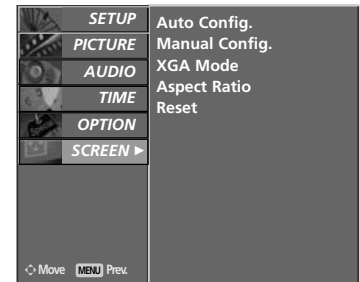 SETUP
PICTURE
AUDIO
TIME
OPTION
SCREEN ►
Auto Config.
Manual Config.
XGA Mode
Aspect Ratio
Reset
Move MENU Prev.